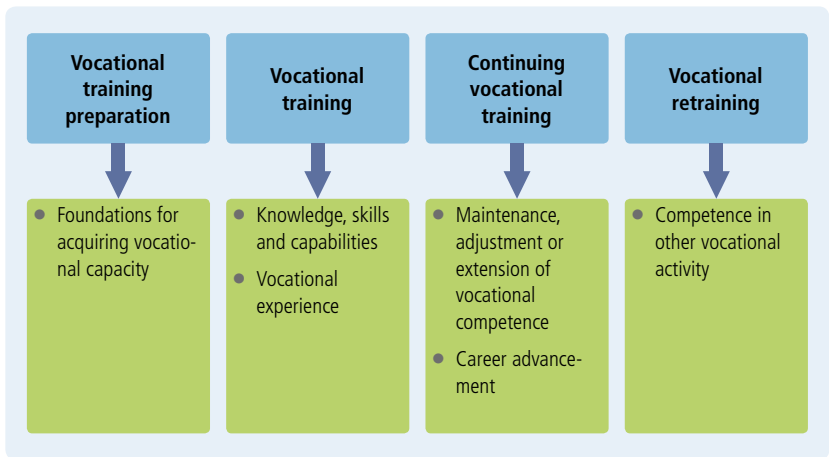 Vocational
training
preparation
Vocational
training
Continuing
vocational
training
Vocational
retraining
Foundations for
acquiring vocatio-
nal capacity
Knowledge, skills
and capabilities
Vocational
experience
Maintenance,
adjustment or
extension of
vocational
competence
Career advance-
ment
Competence in
other vocational
activity